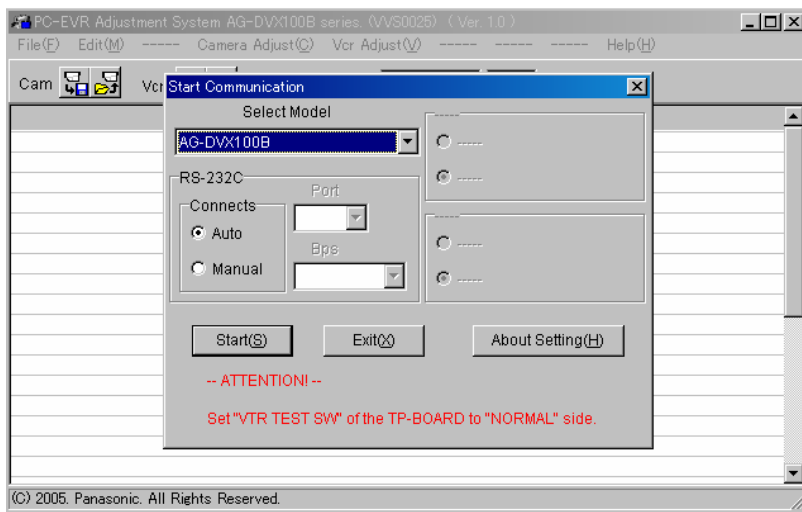 PC-EVR Adjustment System AG-DVX100B series. (VVS0025) ( Ver. 1.0 )
File(F) Edit(M) ----- Camera Adjust(C) Vcr Adjust(V) ----- ----- ----- Help(H)
Cam Vcr
Start Communication
Select Model
AG-DVX100B
RS-232C
Connects
Auto
Manual
Port
Bps
-----
-----
-----
-----
-----
-----
Start(S) Exit(X) About Setting(H)
-- ATTENTION! --
Set "VTR TEST SW" of the TP-BOARD to "NORMAL" side.
(C) 2005. Panasonic. All Rights Reserved.